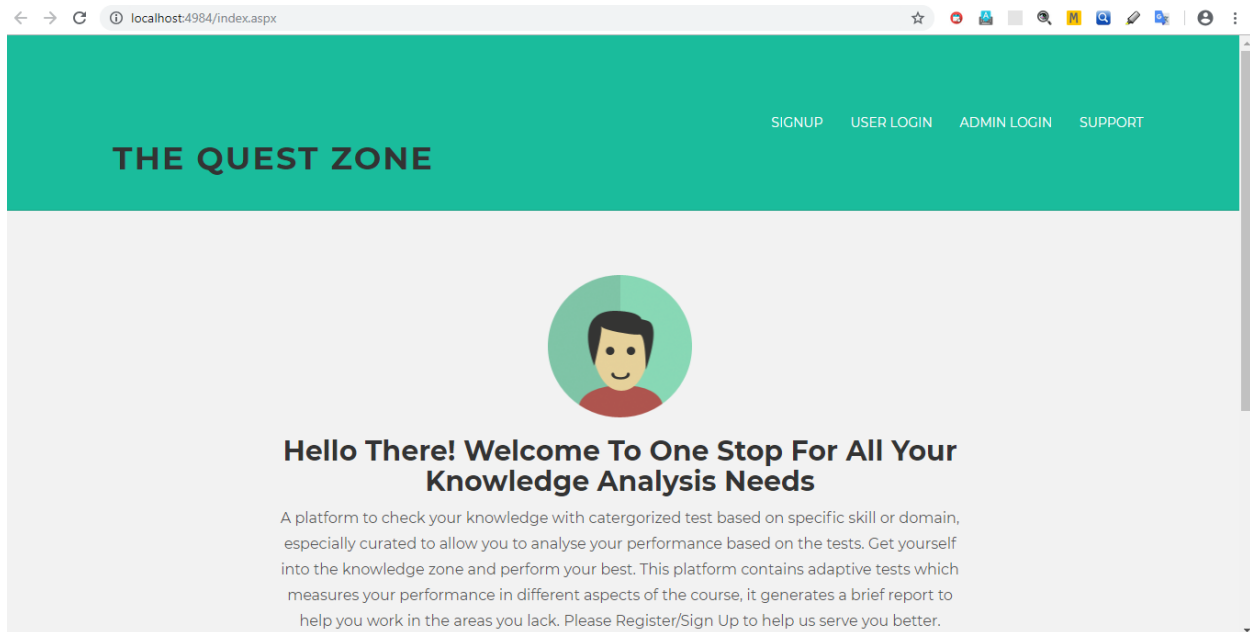 localhost:4984/index.aspx
M
SIGNUP USER LOGIN ADMIN LOGIN SUPPORT
THE QUEST ZONE
Hello There! Welcome To One Stop For All Your
Knowledge Analysis Needs
A platform to check your knowledge with catergorized test based on specific skill or domain,
especially curated to allow you to analyse your performance based on the tests. Get yourself
into the knowledge zone and perform your best. This platform contains adaptive tests which
measures your performance in different aspects of the course, it generates a brief report to
help you work in the areas you lack. Please Register/Sign Up to help us serve you better.